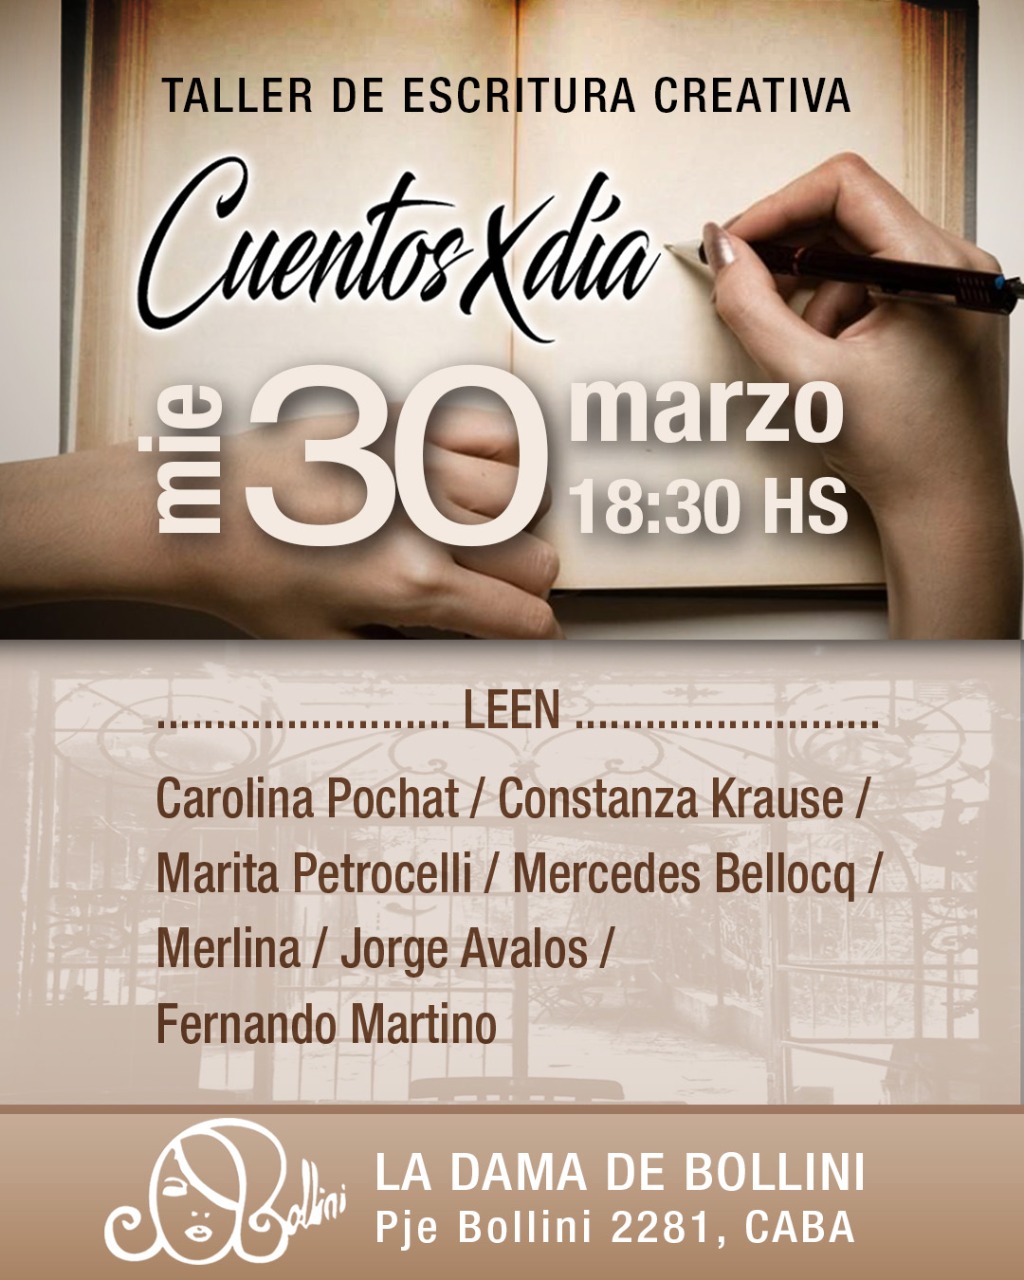 TALLER DE ESCRITURA CREATIVA
CuentosXdía
mie 30 marzo
18:30 HS
......................... LEEN ..........................
Carolina Pochat / Constanza Krause /
Marita Petrocelli / Mercedes Bellocq /
Merlina / Jorge Avalos /
Fernando Martino
Bollini
LA DAMA DE BOLLINI
Pje Bollini 2281, CABA